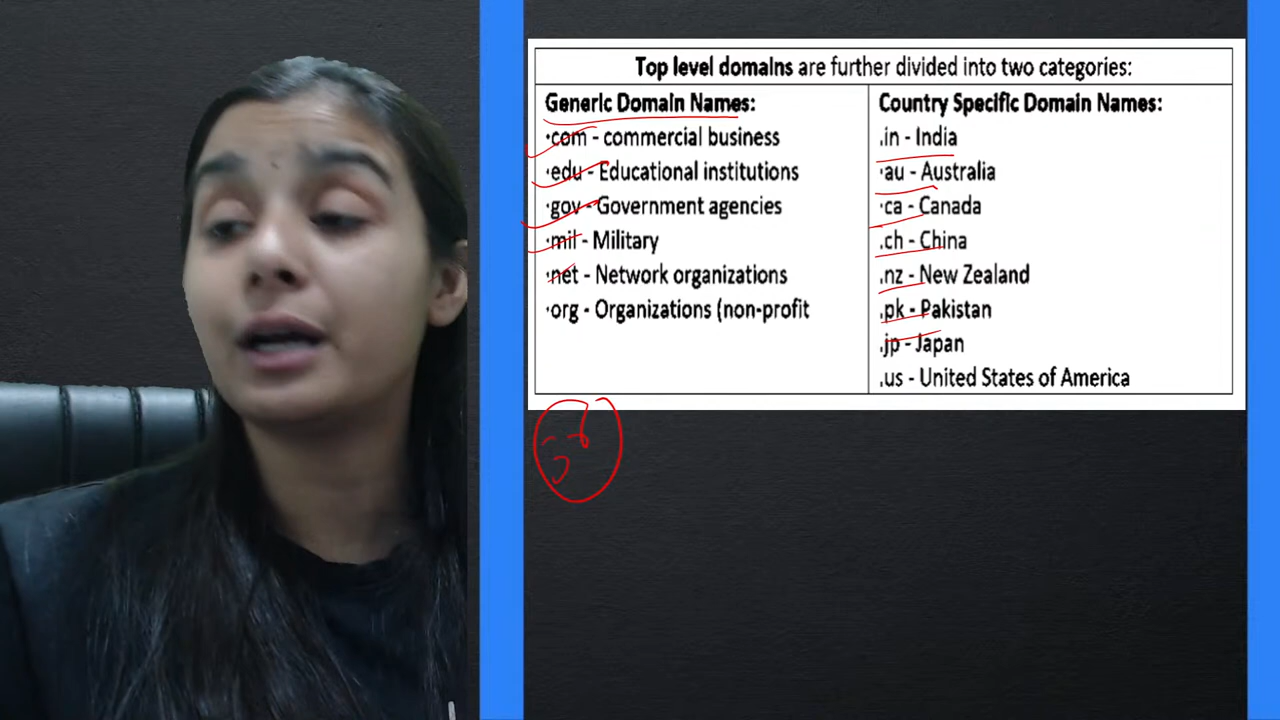 Top level domains are further divided into two categories:
Generic Domain Names:
·com - commercial business
·edu - Educational institutions
·gov - Government agencies
·mil - Military
·net - Network organizations
·org - Organizations (non-profit
Country Specific Domain Names:
.in - India
·au - Australia
·ca - Canada
.ch - China
.nz - New Zealand
.pk - Pakistan
.jp - Japan
.us - United States of America